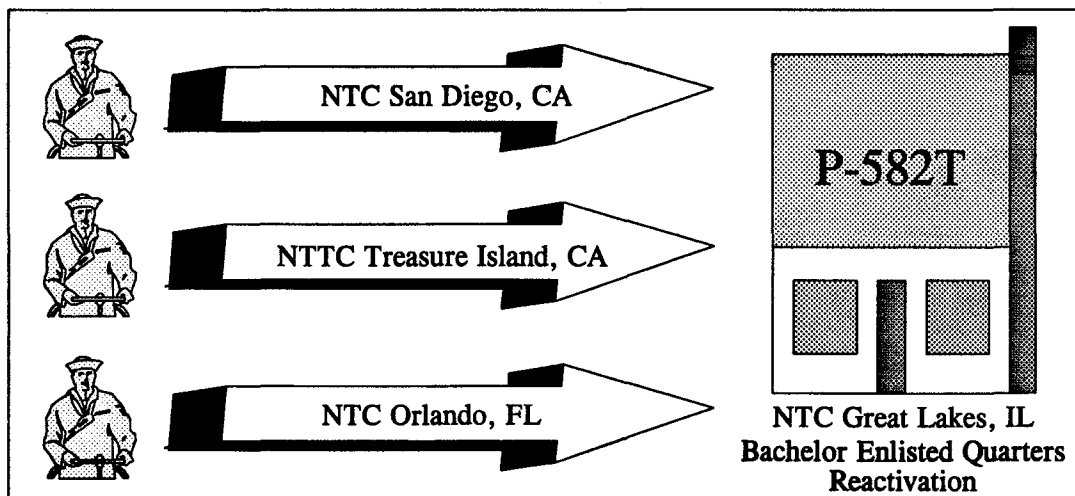 NTC San Diego, CA
NTTC Treasure Island, CA
NTC Orlando, FL
P-582T
NTC Great Lakes, IL
Bachelor Enlisted Quarters
Reactivation